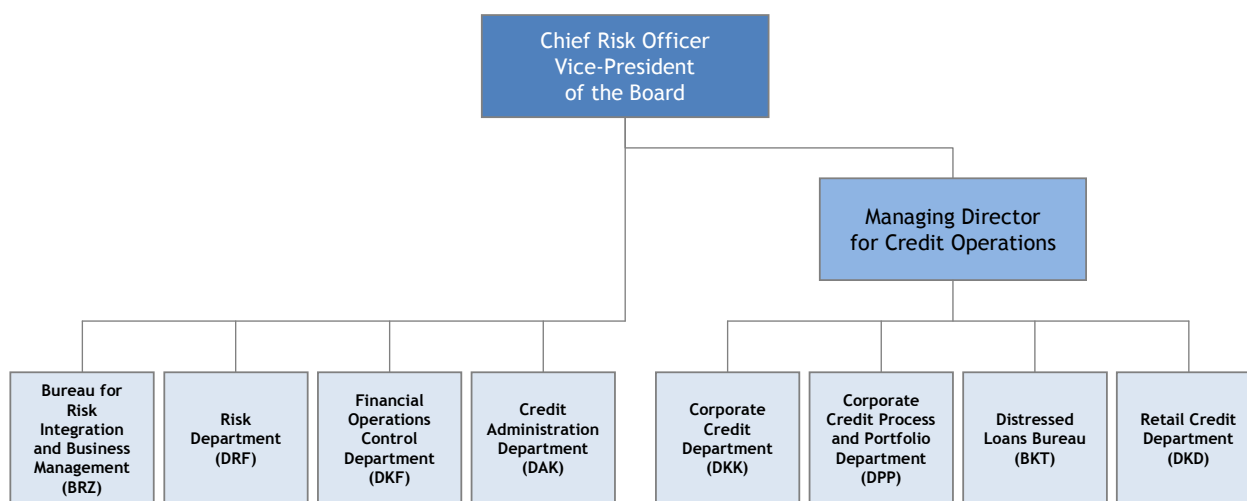 Chief Risk Officer
Vice-President
of the Board
Managing Director
for Credit Operations
Bureau for
Risk
Integration
and Business
Management
(BRZ)
Risk
Department
(DRF)
Financial
Operations
Control
Department
(DKF)
Credit
Administration
Department
(DAK)
Corporate
Credit
Department
(DKK)
Corporate
Credit Process
and Portfolio
Department
(DPP)
Distressed
Loans Bureau
(BKT)
Retail Credit
Department
(DKD)